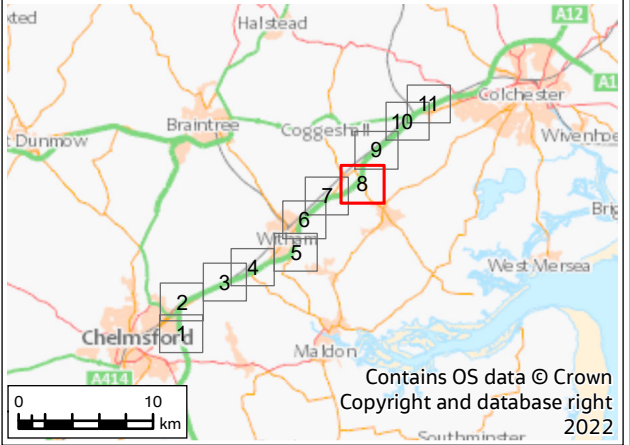 xted
Halstead
A12
A1
11
Colchester
10
Braintree
Coggeshall
t Dunmow
Wivenhoe
9
8
7
Brig
6
Witham
5
West Mersea
4
3
2
1
Chelmsford
Maldon
A414
Contains OS data © Crown
Copyright and database right
2022
0 10
km
Southminster